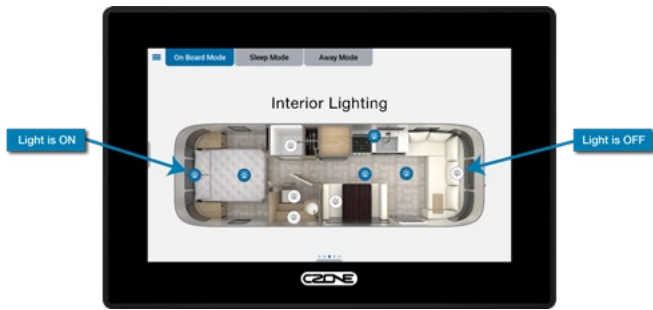 On Board Mode
Sleep Mode
Away Mode
Interior Lighting
Light is ON
Light is OFF
CZONE